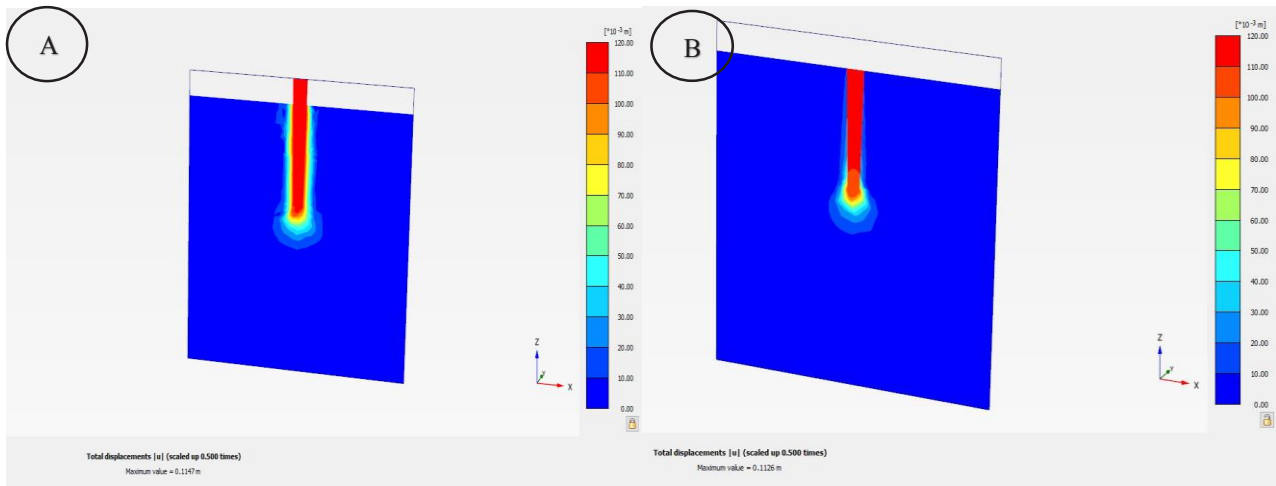 A
[*10⁻³ m]
120.00
110.00
100.00
90.00
80.00
70.00
60.00
50.00
40.00
30.00
20.00
10.00
0.00
Z
Y
X
Total displacements |u| (scaled up 0.500 times)
Maximum value = 0.1147 m
B
[*10⁻³ m]
120.00
110.00
100.00
90.00
80.00
70.00
60.00
50.00
40.00
30.00
20.00
10.00
0.00
Z
Y
X
Total displacements |u| (scaled up 0.500 times)
Maximum value = 0.1126 m